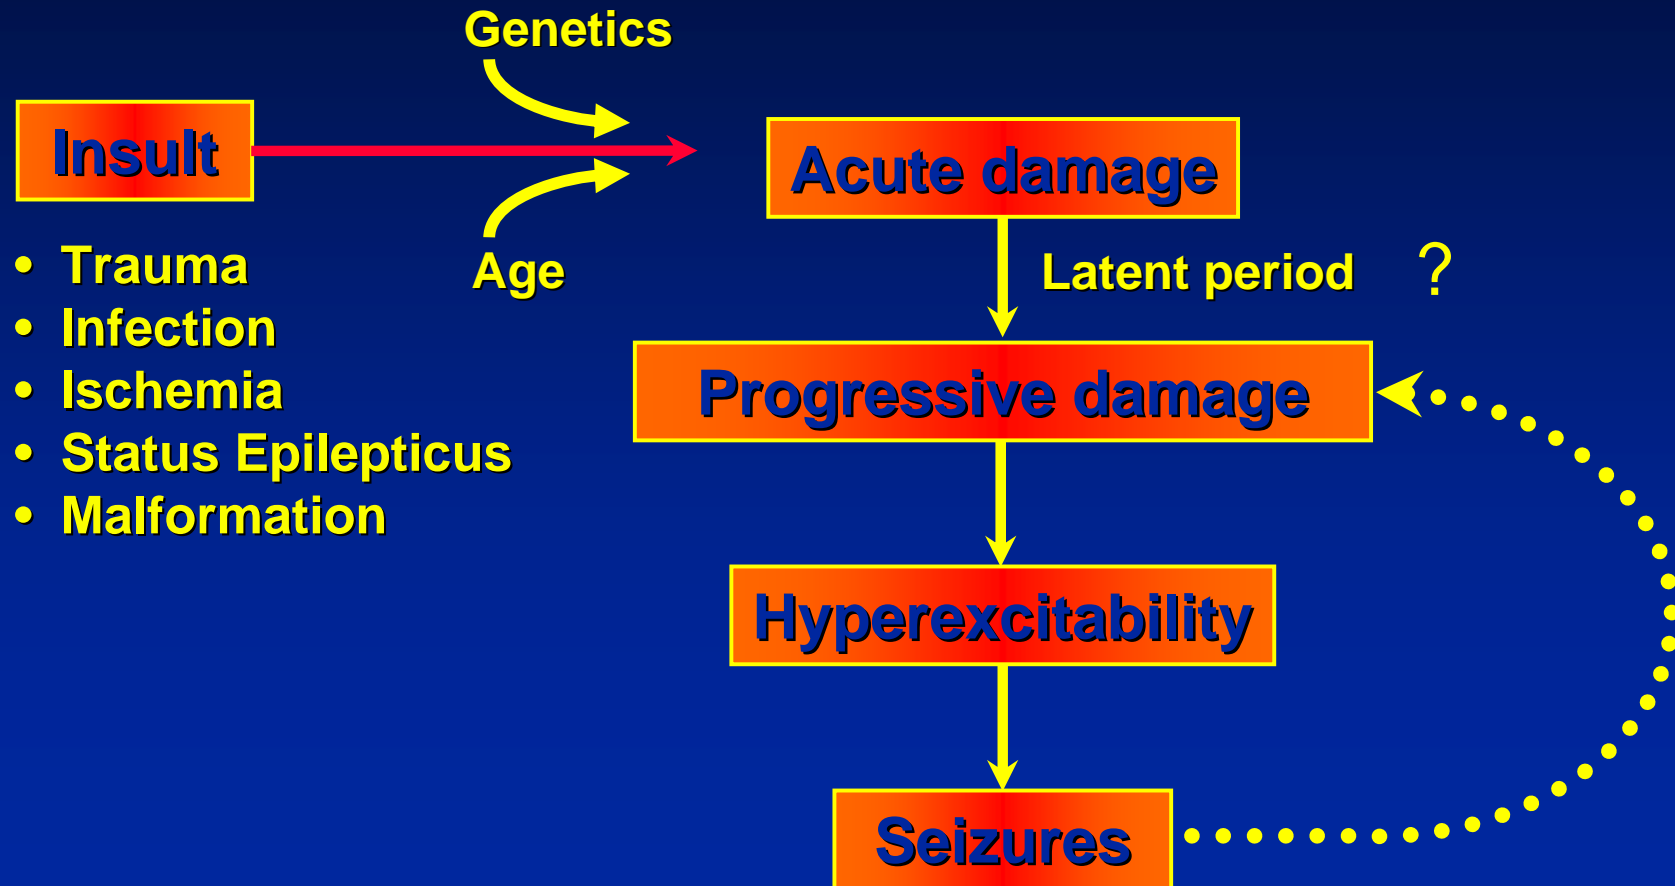 Genetics
Insult
Acute damage
• Trauma
Age
Latent period ?
• Infection
• Ischemia
Progressive damage
• Status Epilepticus
• Malformation
Hyperexcitability
Seizures